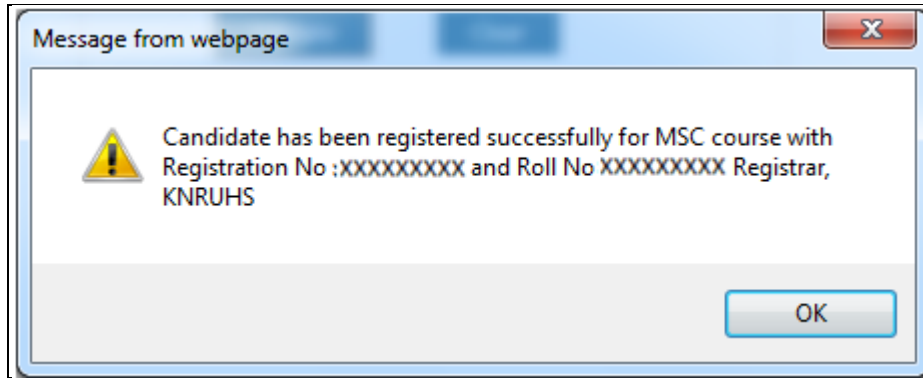 Message from webpage
Clear
Candidate has been registered successfully for MSC course with
Registration No :XXXXXXXXX and Roll No XXXXXXXXX Registrar,
KNRUHS
OK